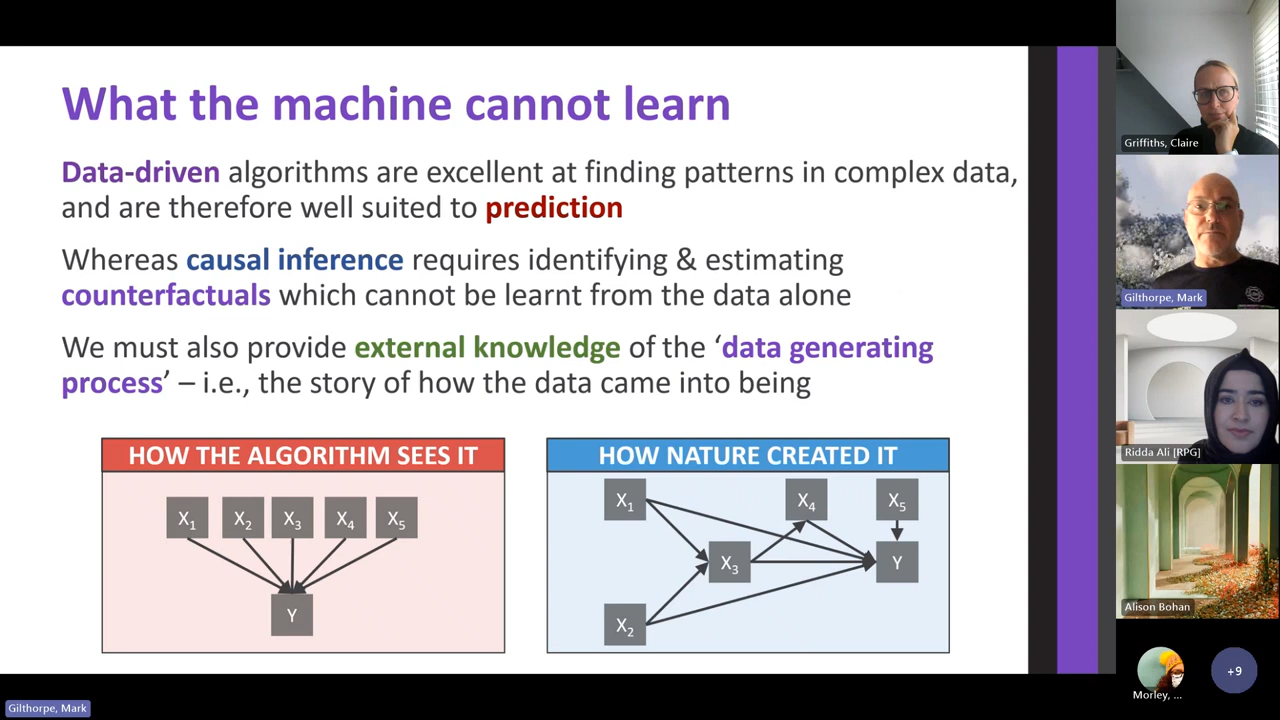 What the machine cannot learn
Data-driven algorithms are excellent at finding patterns in complex data,
and are therefore well suited to prediction
Whereas causal inference requires identifying & estimating
counterfactuals which cannot be learnt from the data alone
We must also provide external knowledge of the ‘data generating
process’ – i.e., the story of how the data came into being
HOW THE ALGORITHM SEES IT
X1 X2 X3 X4 X5
Y
HOW NATURE CREATED IT
X1 X4 X5
X3 Y
X2
Griffiths, Claire
Gilthorpe, Mark
Ridda Ali [RPG]
Alison Bohan
Morley, ...
+9
Gilthorpe, Mark